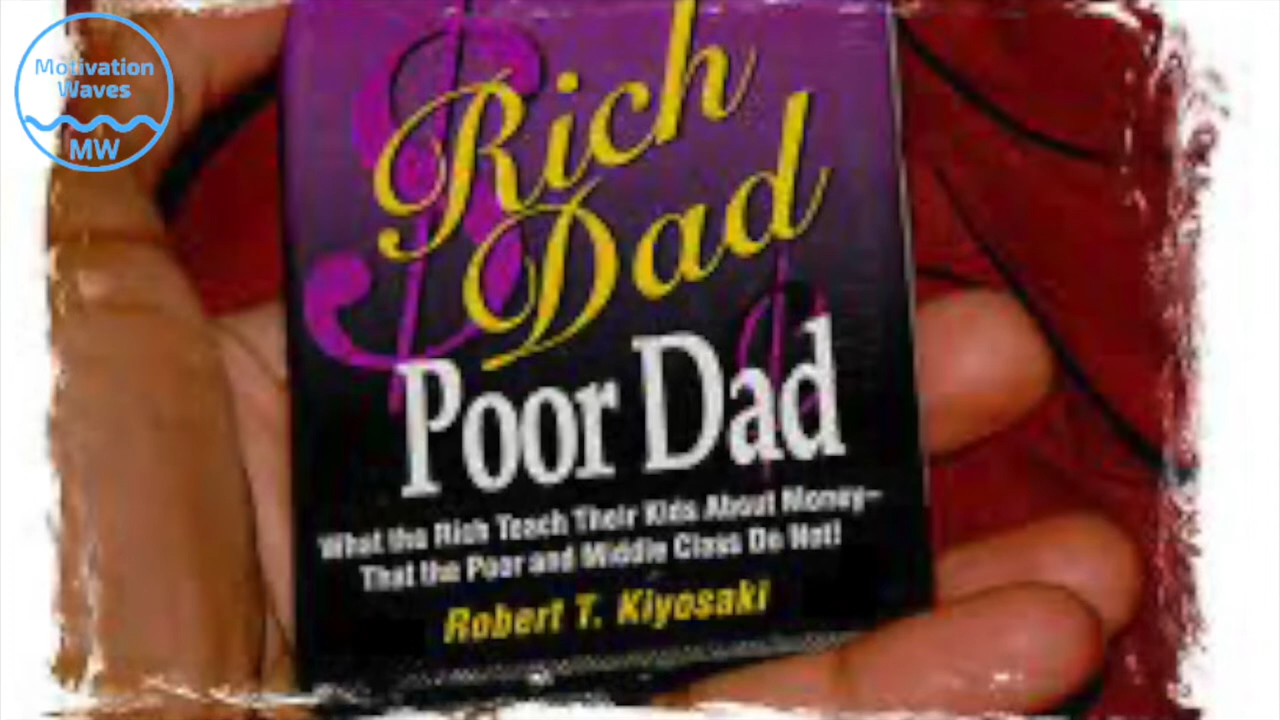 Motivation
Waves
MW
Rich
Dad
Poor Dad
What the Rich Teach Their Kids About Money–
That the Poor and Middle Class Do Not!
Robert T. Kiyosaki